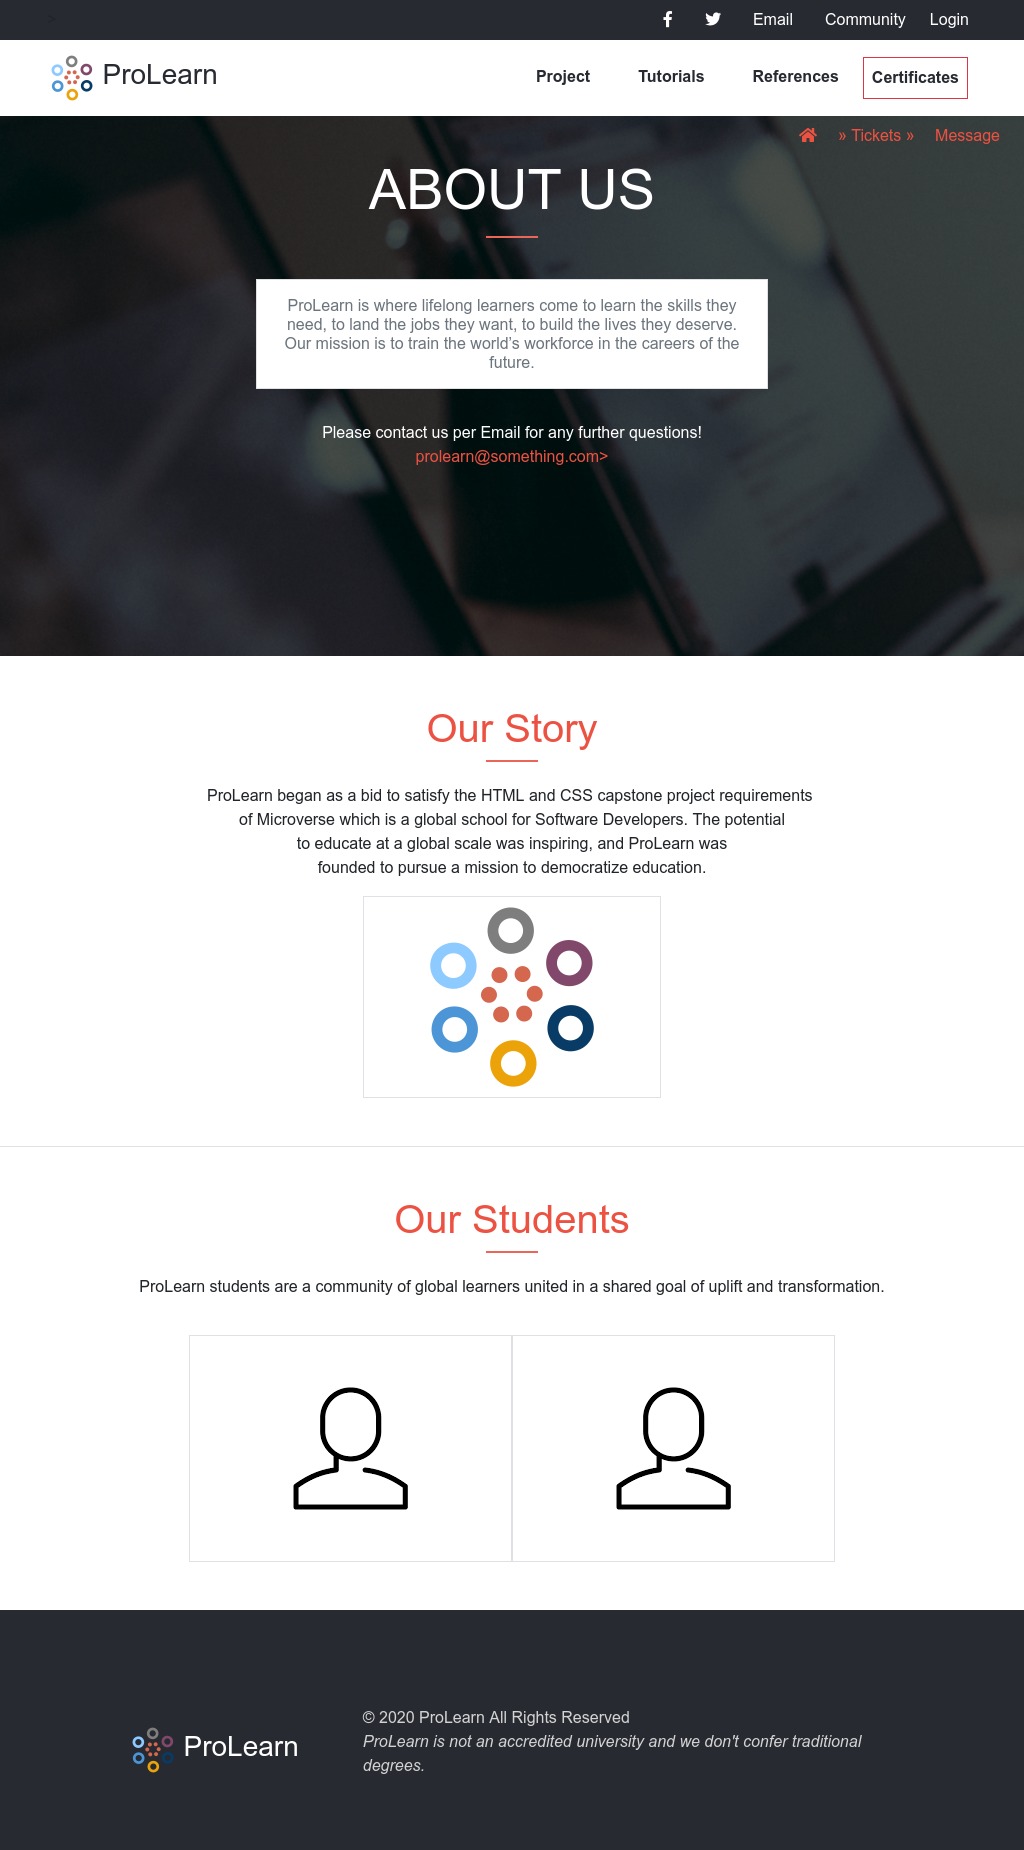 >
Email Community Login
ProLearn
Project Tutorials References Certificates
» Tickets » Message
ABOUT US
ProLearn is where lifelong learners come to learn the skills they
need, to land the jobs they want, to build the lives they deserve.
Our mission is to train the world’s workforce in the careers of the
future.
Please contact us per Email for any further questions!
prolearn@something.com>
Our Story
ProLearn began as a bid to satisfy the HTML and CSS capstone project requirements
of Microverse which is a global school for Software Developers. The potential
to educate at a global scale was inspiring, and ProLearn was
founded to pursue a mission to democratize education.
Our Students
ProLearn students are a community of global learners united in a shared goal of uplift and transformation.
ProLearn
© 2020 ProLearn All Rights Reserved
ProLearn is not an accredited university and we don't confer traditional
degrees.